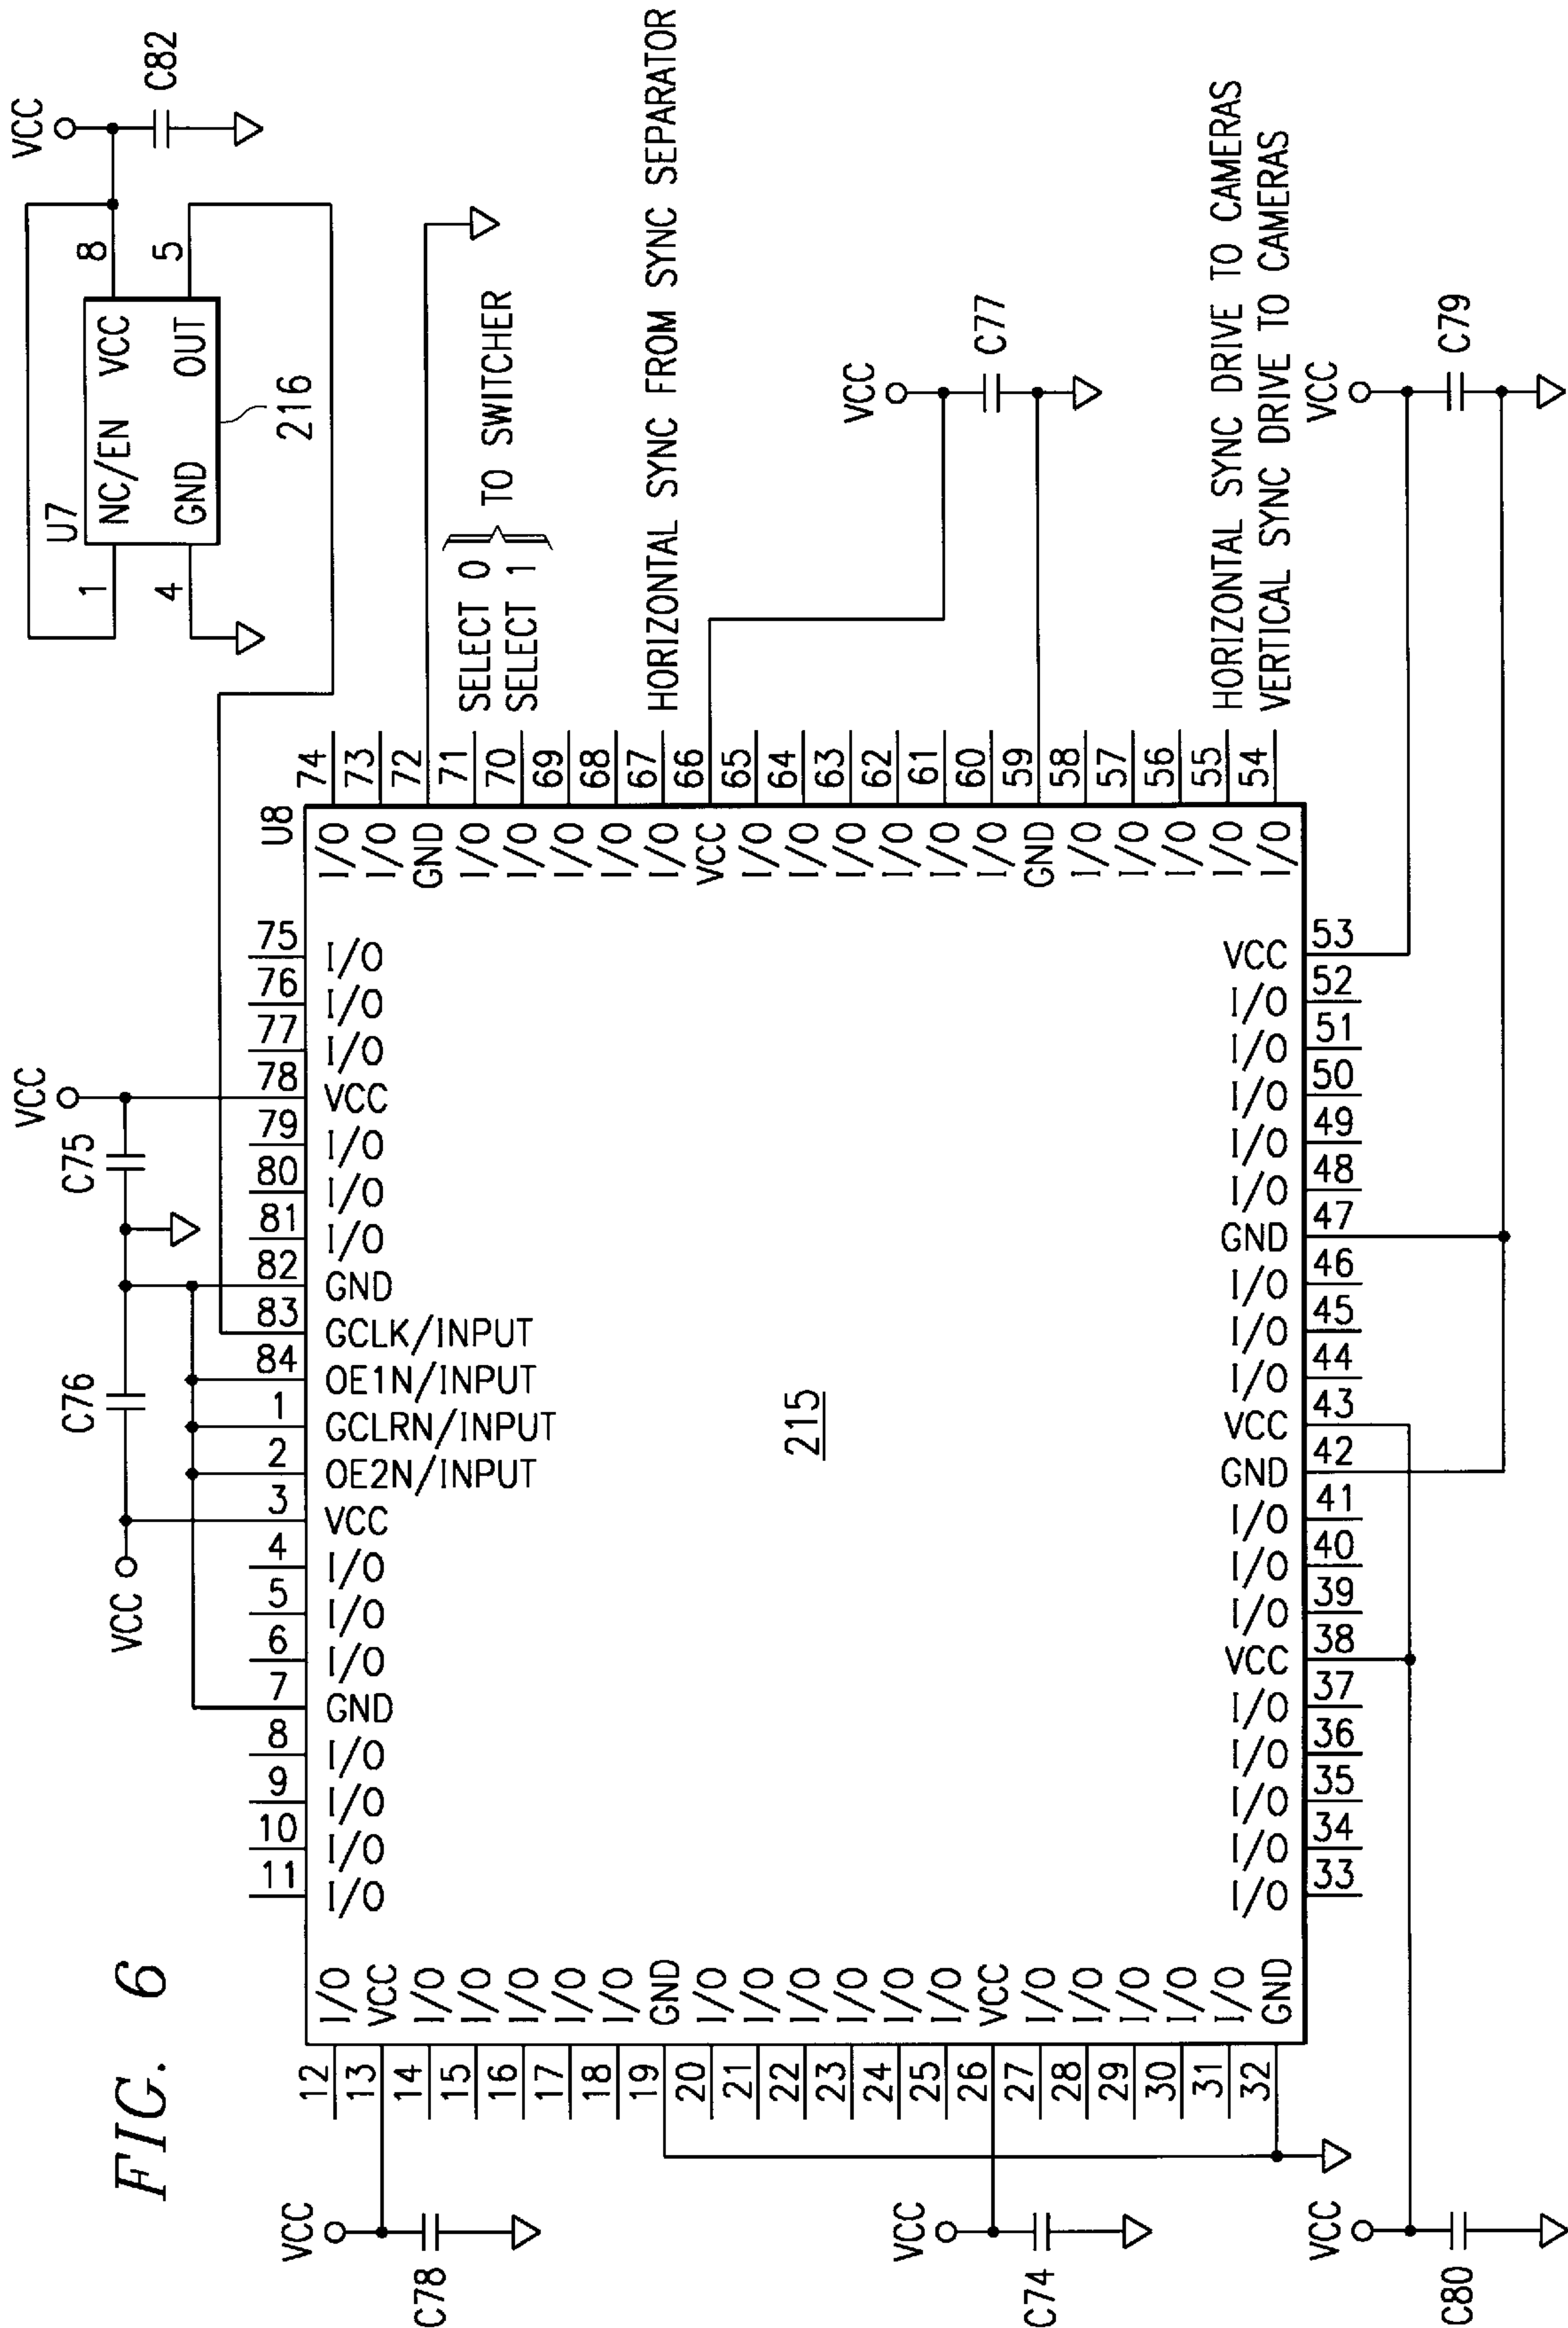 FIG. 6
VCC
C82
U7
1
NC/EN
VCC
8
4
GND
OUT
5
216
VCC
C75
C76
VCC
U8
11
10
9
8
7
6
5
4
3
2
1
84
83
82
81
80
79
78
77
76
75
I/O
I/O
I/O
I/O
GND
I/O
I/O
I/O
VCC
OE2N/INPUT
GCLRN/INPUT
OE1N/INPUT
GCLK/INPUT
GND
I/O
I/O
I/O
VCC
I/O
I/O
I/O
VCC
C78
12 I/O
13 VCC
14 I/O
15 I/O
16 I/O
17 I/O
18 I/O
19 GND
20 I/O
21 I/O
22 I/O
23 I/O
24 I/O
25 I/O
26 VCC
27 I/O
28 I/O
29 I/O
30 I/O
31 I/O
32 GND
VCC
C74
215
I/O 74
I/O 73
GND 72
I/O 71 SELECT 0
I/O 70 SELECT 1
TO SWITCHER
I/O 69
I/O 68
I/O 67 HORIZONTAL SYNC FROM SYNC SEPARATOR
VCC 66
I/O 65
I/O 64
I/O 63
I/O 62
I/O 61
I/O 60
GND 59
I/O 58
I/O 57
I/O 56
I/O 55 HORIZONTAL SYNC DRIVE TO CAMERAS
I/O 54 VERTICAL SYNC DRIVE TO CAMERAS
VCC
C77
I/O
I/O
I/O
I/O
I/O
VCC
I/O
I/O
I/O
GND
VCC
I/O
I/O
I/O
GND
I/O
I/O
I/O
I/O
I/O
VCC
33
34
35
36
37
38
39
40
41
42
43
44
45
46
47
48
49
50
51
52
53
VCC
C80
VCC
C79